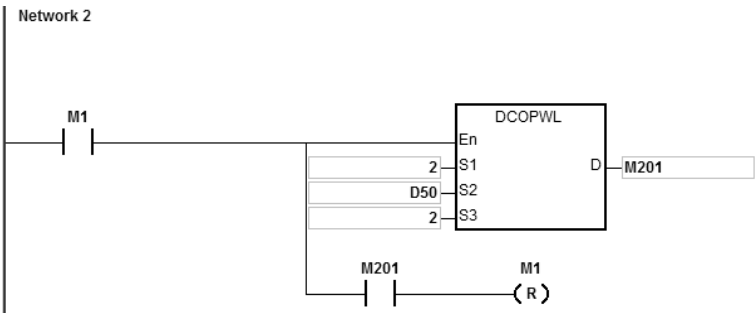 Network 2
M1
DCOPWL
En
2 S1 D M201
D50 S2
2 S3
M201 M1
R